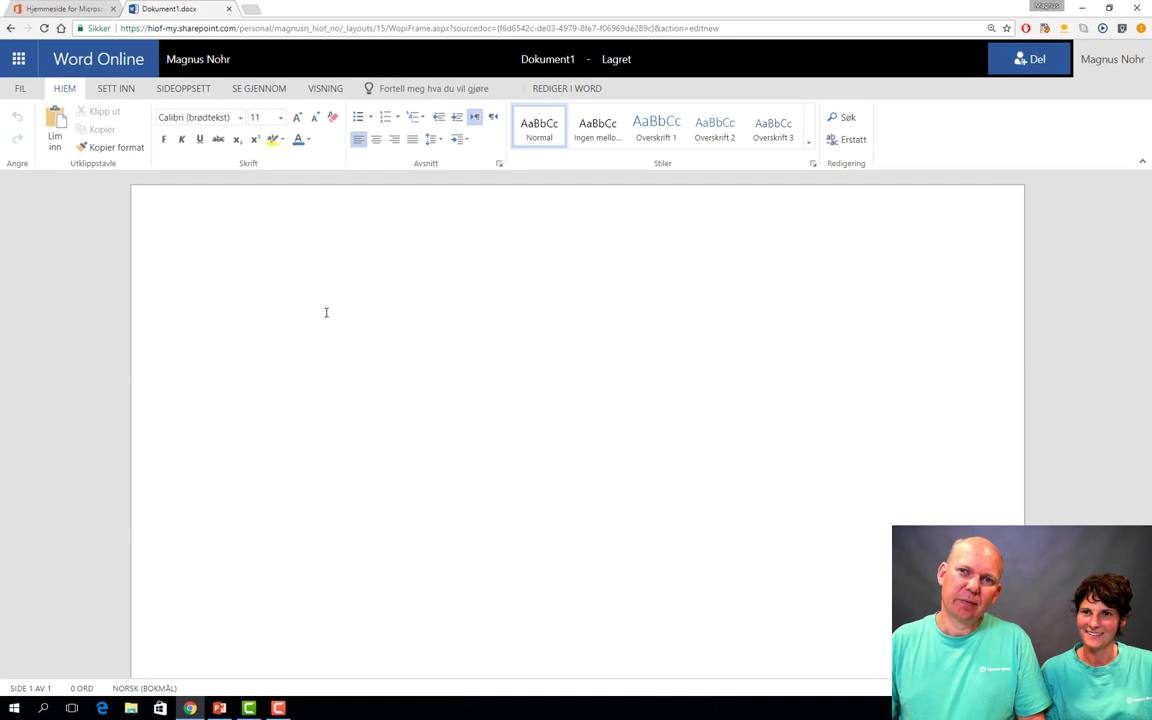 Hjemmeside for Micros
Dokument1.docx
Magnus
Sikker
https://hiof-my.sharepoint.com/personal/magnusn_hiof_no/_layouts/15/WopiFrame.aspx?sourcedoc={f6d6542c-de03-4979-8fe7-f06969de289c}&action=editnew
Word Online
Magnus Nohr
Dokument1 - Lagret
Del
Magnus Nohr
FIL HJEM SETT INN SIDEOPPSETT SE GJENNOM VISNING Fortell meg hva du vil gjøre REDIGER I WORD
Lim inn
Klipp ut
Kopier
Kopier format
Calibri (brødtekst) 11
F K U abc x₂ x² A
AaBbCc Normal
AaBbCc Ingen mello...
AaBbCc Overskrift 1
AaBbCc Overskrift 2
AaBbCc Overskrift 3
Søk
Erstatt
Angre Utklippstavle Skrift Avsnitt Stiler Redigering
SIDE 1 AV 1 0 ORD NORSK (BOKMÅL)